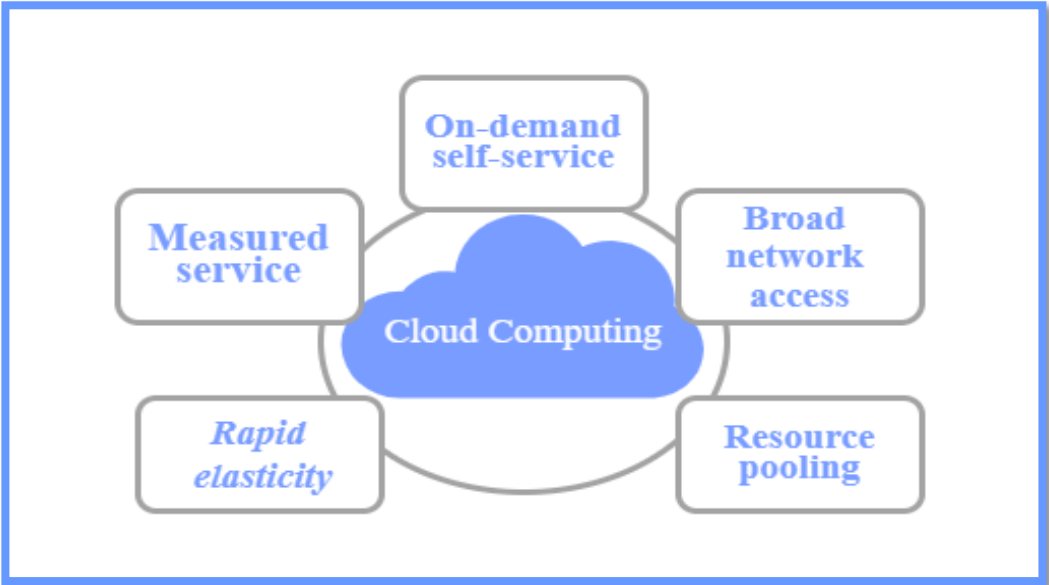 On-demand
self-service
Measured
service
Broad
network
access
Cloud Computing
Rapid
elasticity
Resource
pooling